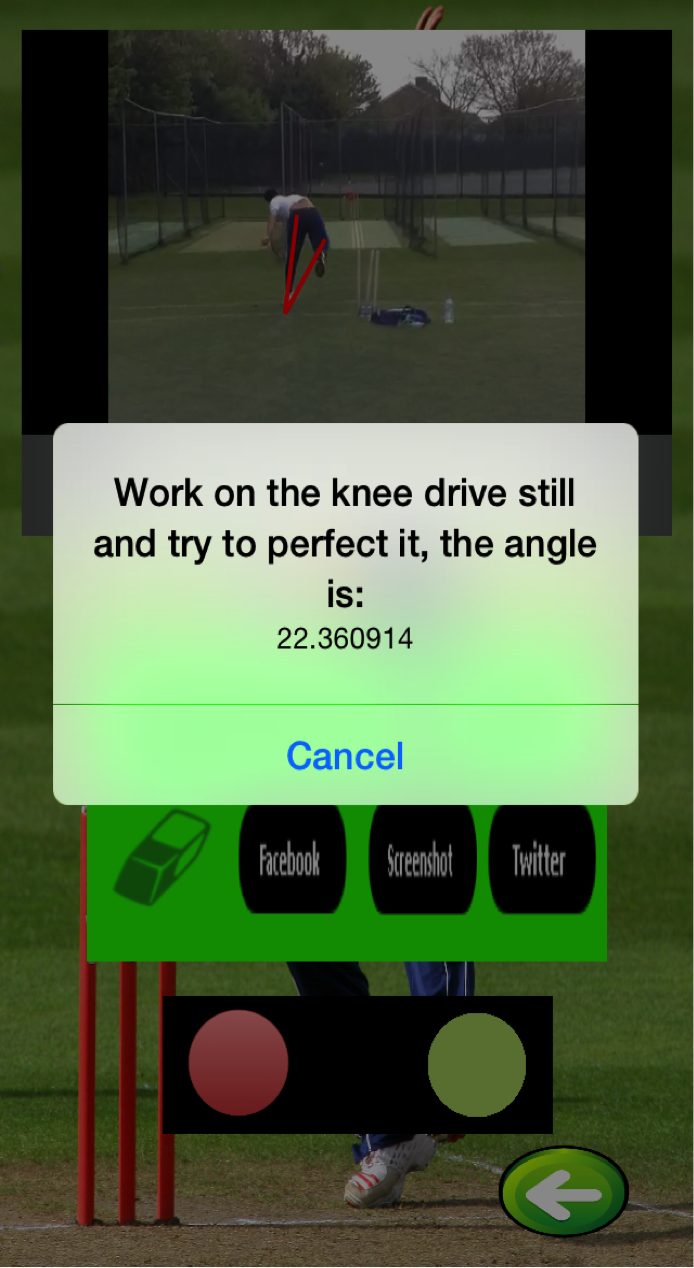 Work on the knee drive still
and try to perfect it, the angle
is:
22.360914
Cancel
Facebook Screenshot Twitter